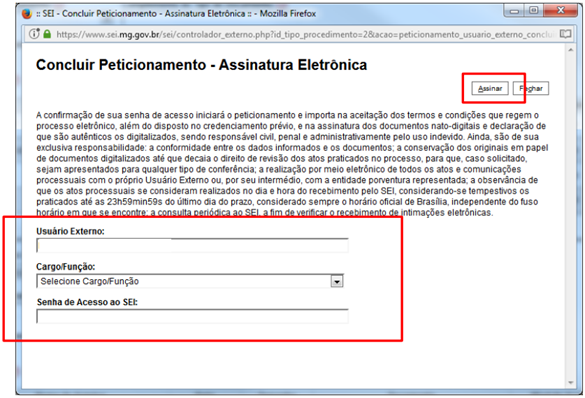 :: SEI - Concluir Peticionamento - Assinatura Eletrônica :: - Mozilla Firefox
https://www.sei.mg.gov.br/sei/controlador_externo.php?id_tipo_procedimento=2&acao=peticionamento_usuario_externo_conclu
Concluir Peticionamento - Assinatura Eletrônica
Assinar Fechar
A confirmação de sua senha de acesso iniciará o peticionamento e importa na aceitação dos termos e condições que regem o
processo eletrônico, além do disposto no credenciamento prévio, e na assinatura dos documentos nato-digitais e declaração de
que são autênticos os digitalizados, sendo responsável civil, penal e administrativamente pelo uso indevido. Ainda, são de sua
exclusiva responsabilidade: a conformidade entre os dados informados e os documentos; a conservação dos originais em papel
de documentos digitalizados até que decaia o direito de revisão dos atos praticados no processo, para que, caso solicitado,
sejam apresentados para qualquer tipo de conferência; a realização por meio eletrônico de todos os atos e comunicações
processuais com o próprio Usuário Externo ou, por seu intermédio, com a entidade porventura representada; a observância de
que os atos processuais se consideram realizados no dia e hora do recebimento pelo SEI, considerando-se tempestivos os
praticados até as 23h59min59s do último dia do prazo, considerado sempre o horário oficial de Brasília, independente do fuso
horário em que se encontre; a consulta periódica ao SEI, a fim de verificar o recebimento de intimações eletrônicas.
Usuário Externo:
Cargo/Função:
Selecione Cargo/Função
Senha de Acesso ao SEI: